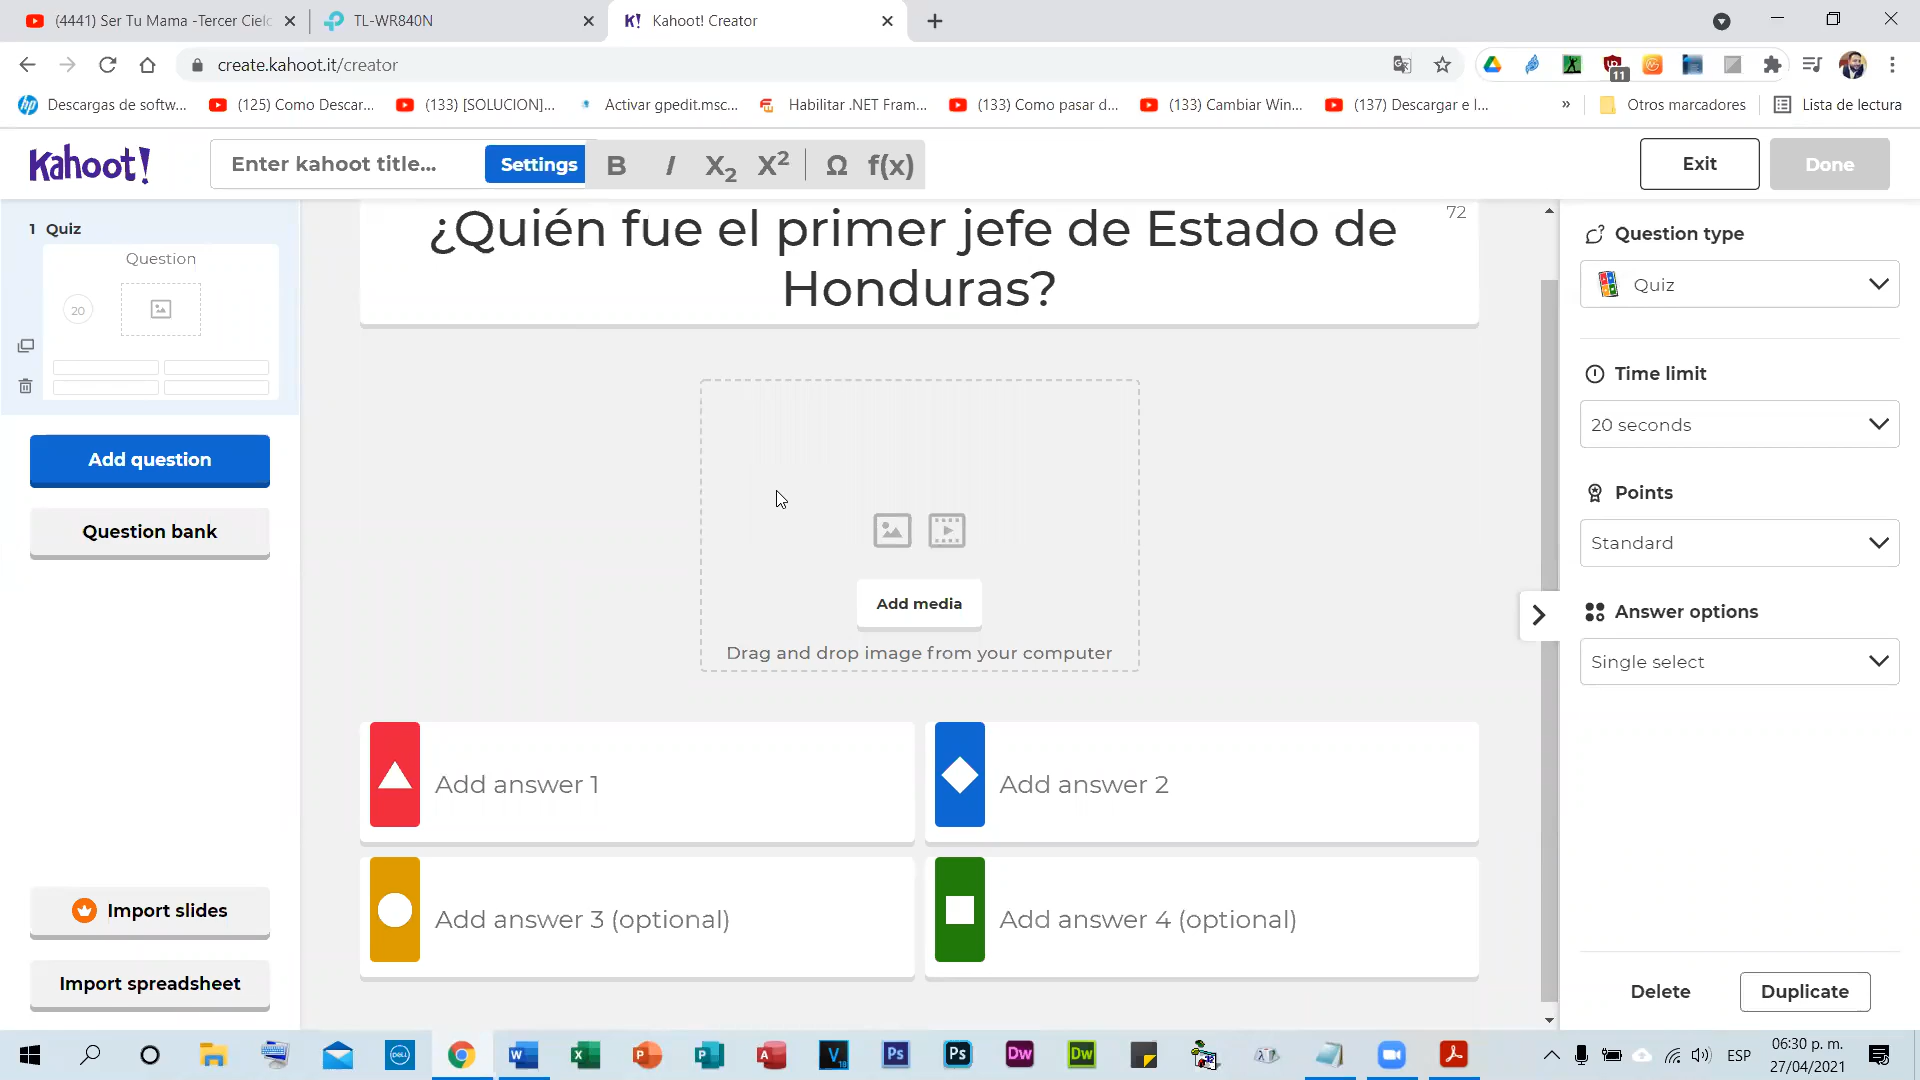 (4441) Ser Tu Mama -Tercer Ciel
TL-WR840N
K! Kahoot! Creator
create.kahoot.it/creator
11
Descargas de softw...
(125) Como Descar...
(133) [SOLUCION]...
Activar gpedit.msc...
Habilitar .NET Fram...
(133) Como pasar d...
(133) Cambiar Win...
(137) Descargar e I...
»
Otros marcadores
Lista de lectura
Kahoot!
Enter kahoot title...
Settings
B I X2 X2 Ω f(x)
Exit
Done
1 Quiz
Question
20
Add question
Question bank
Import slides
Import spreadsheet
72
¿Quién fue el primer jefe de Estado de
Honduras?
Add media
Drag and drop image from your computer
Add answer 1
Add answer 2
Add answer 3 (optional)
Add answer 4 (optional)
Question type
Quiz
Time limit
20 seconds
Points
Standard
Answer options
Single select
Delete
Duplicate
ESP
06:30 p. m.
27/04/2021